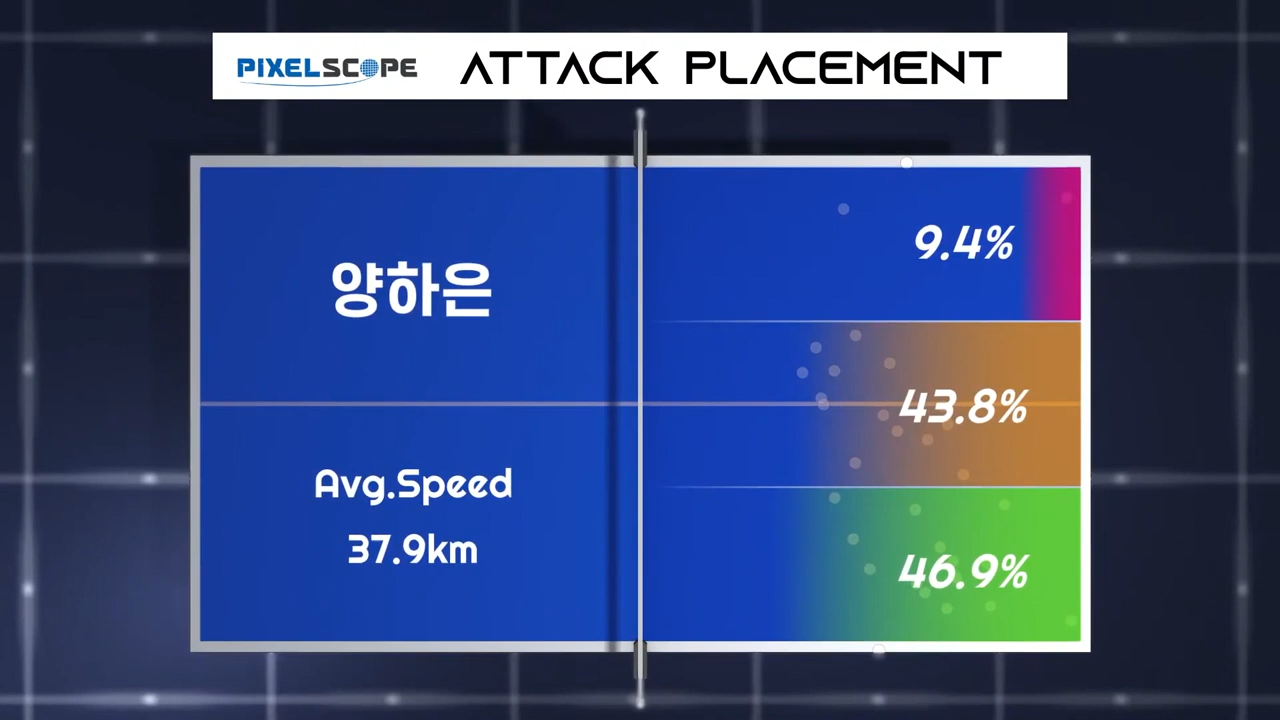 PIXELSCOPE ATTACK PLACEMENT
양하은
Avg.Speed
37.9km
9.4%
43.8%
46.9%